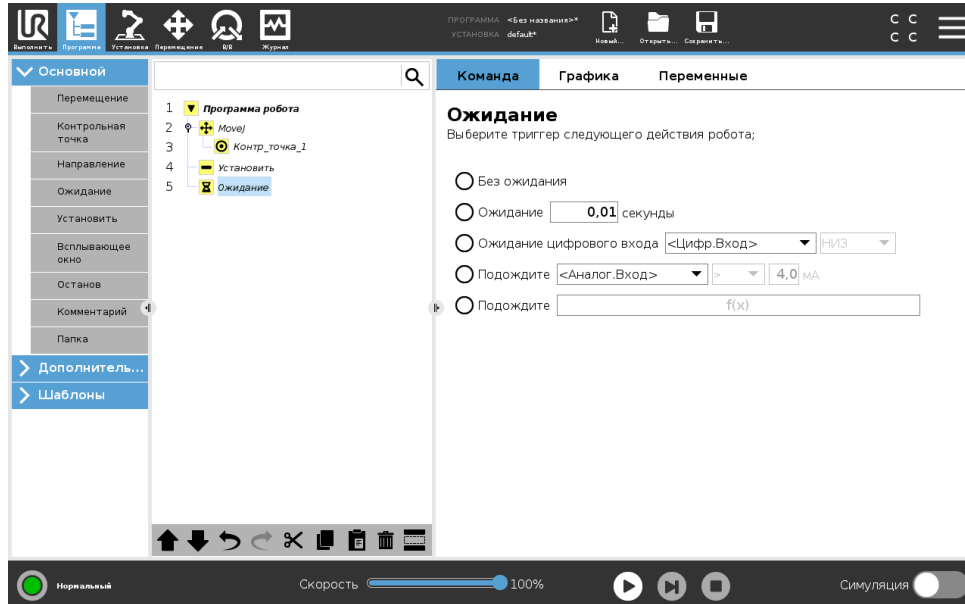 ПРОГРАММА <Без названия>*
УСТАНОВКА default*
Выполнить
Программа
Установка
Перемещение
В/В
Журнал
Новый...
Открыть...
Сохранить...
C C
C C
Основной
Перемещение
Контрольная
точка
Направление
Ожидание
Установить
Всплывающее
окно
Останов
Комментарий
Папка
Дополнитель...
Шаблоны
1 Программа робота
2 MoveJ
3 Контр_точка_1
4 Установить
5 Ожидание
Команда
Графика
Переменные
Ожидание
Выберите триггер следующего действия робота;
Без ожидания
Ожидание 0,01 секунды
Ожидание цифрового входа <Цифр.Вход> НИЗ
Подождите <Аналог.Вход> > 4,0 мА
Подождите f(x)
Нормальный
Скорость 100%
Симуляция